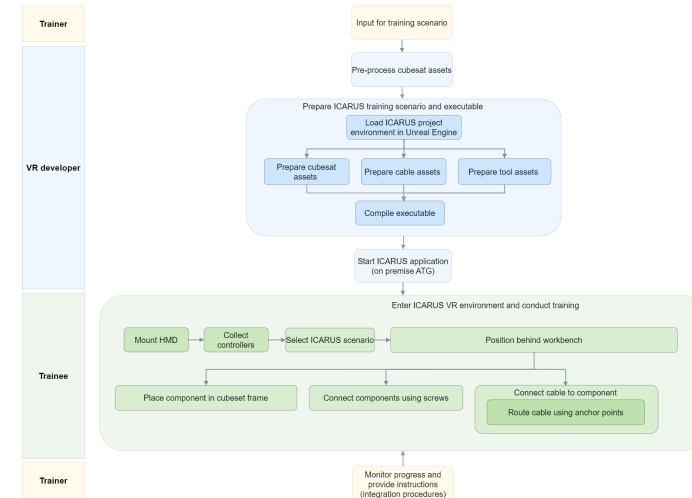 Trainer
Input for training scenario
VR developer
Pre-process cubesat assets
Prepare ICARUS training scenario and executable
Load ICARUS project
environment in Unreal Engine
Prepare cubesat
assets
Prepare cable assets
Prepare tool assets
Compile executable
Start ICARUS application
(on premise ATG)
Trainee
Enter ICARUS VR environment and conduct training
Mount HMD
Collect
controllers
Select ICARUS scenario
Position behind workbench
Place component in cubeset frame
Connect components using screws
Connect cable to component
Route cable using anchor points
Trainer
Monitor progress and
provide instructions
(integration procedures)